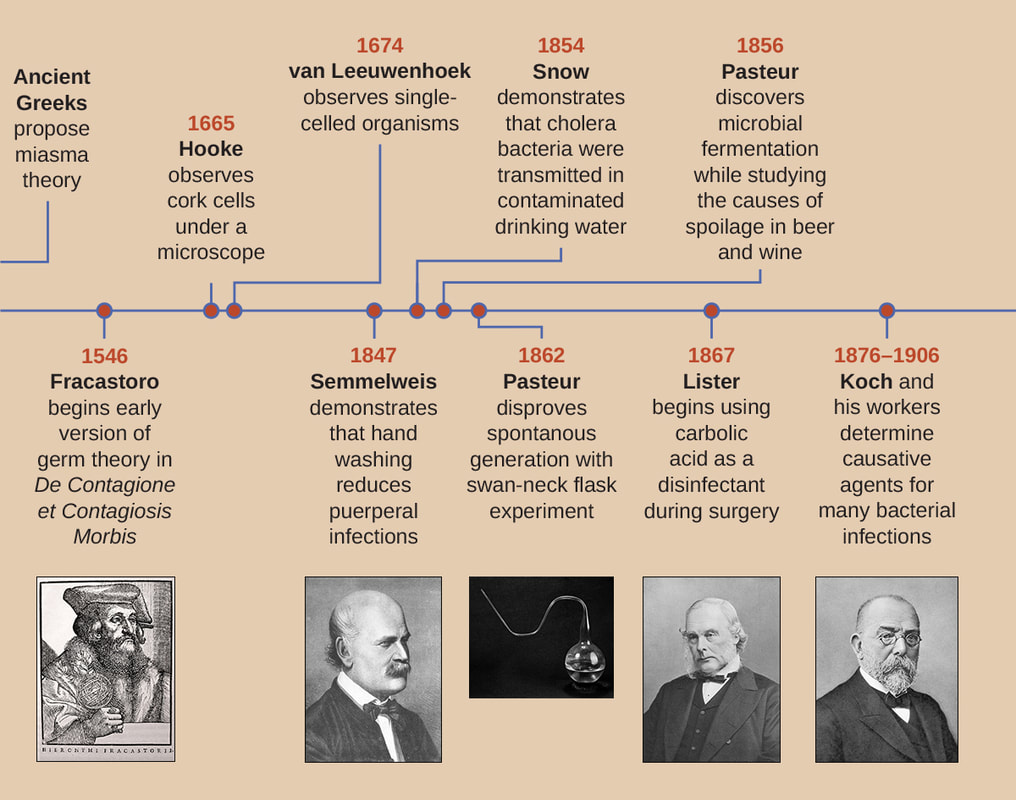 Ancient
Greeks
propose
miasma
theory
1665
Hooke
observes
cork cells
under a
microscope
1674
van Leeuwenhoek
observes single-
celled organisms
1854
Snow
demonstrates
that cholera
bacteria were
transmitted in
contaminated
drinking water
1856
Pasteur
discovers
microbial
fermentation
while studying
the causes of
spoilage in beer
and wine
1546
Fracastoro
begins early
version of
germ theory in
De Contagione
et Contagiosis
Morbis
1847
Semmelweis
demonstrates
that hand
washing
reduces
puerperal
infections
1862
Pasteur
disproves
spontanous
generation with
swan-neck flask
experiment
1867
Lister
begins using
carbolic
acid as a
disinfectant
during surgery
1876–1906
Koch and
his workers
determine
causative
agents for
many bacterial
infections
HIERONYMI FRACASTORII